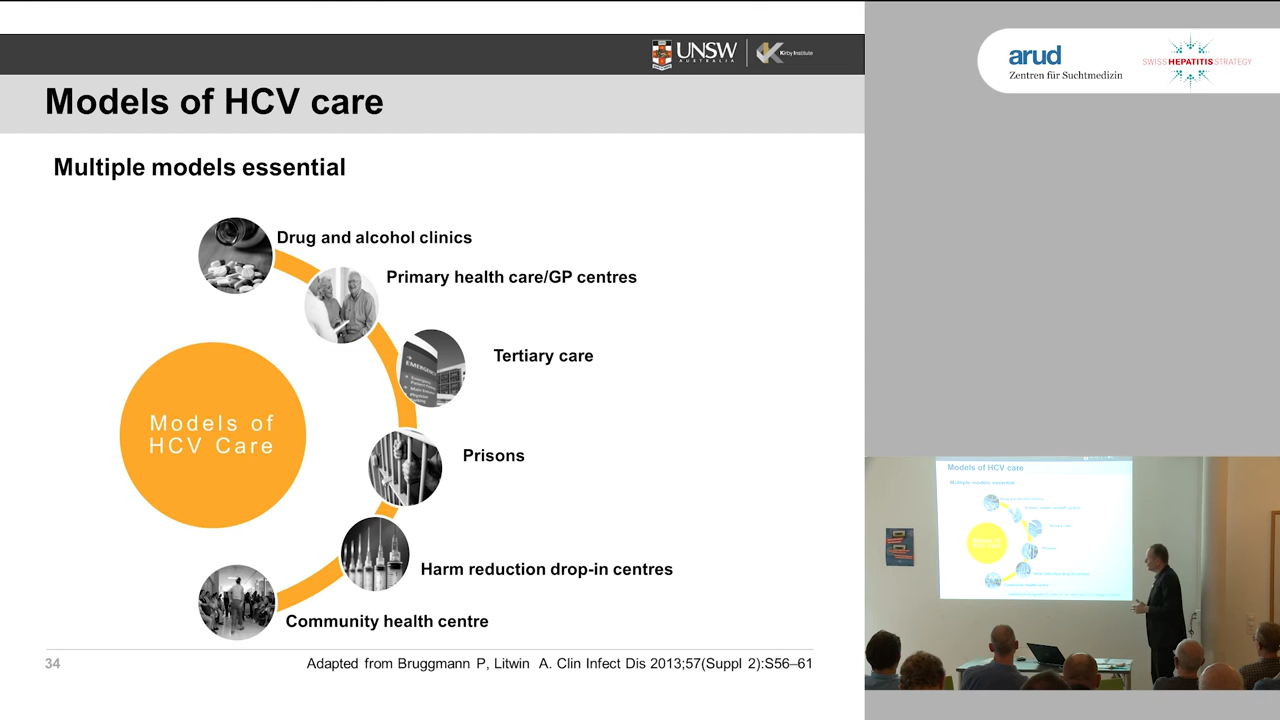 UNSW
AUSTRALIA
Kirby Institute
arud
Zentren für Suchtmedizin
SWISS HEPATITIS STRATEGY
Models of HCV care
Multiple models essential
Drug and alcohol clinics
Primary health care/GP centres
EMERGENCY
Tertiary care
Models of
HCV Care
Prisons
Harm reduction drop-in centres
Community health centre
34
Adapted from Bruggmann P, Litwin A. Clin Infect Dis 2013;57(Suppl 2):S56–61
Models of HCV care
Multiple models essential